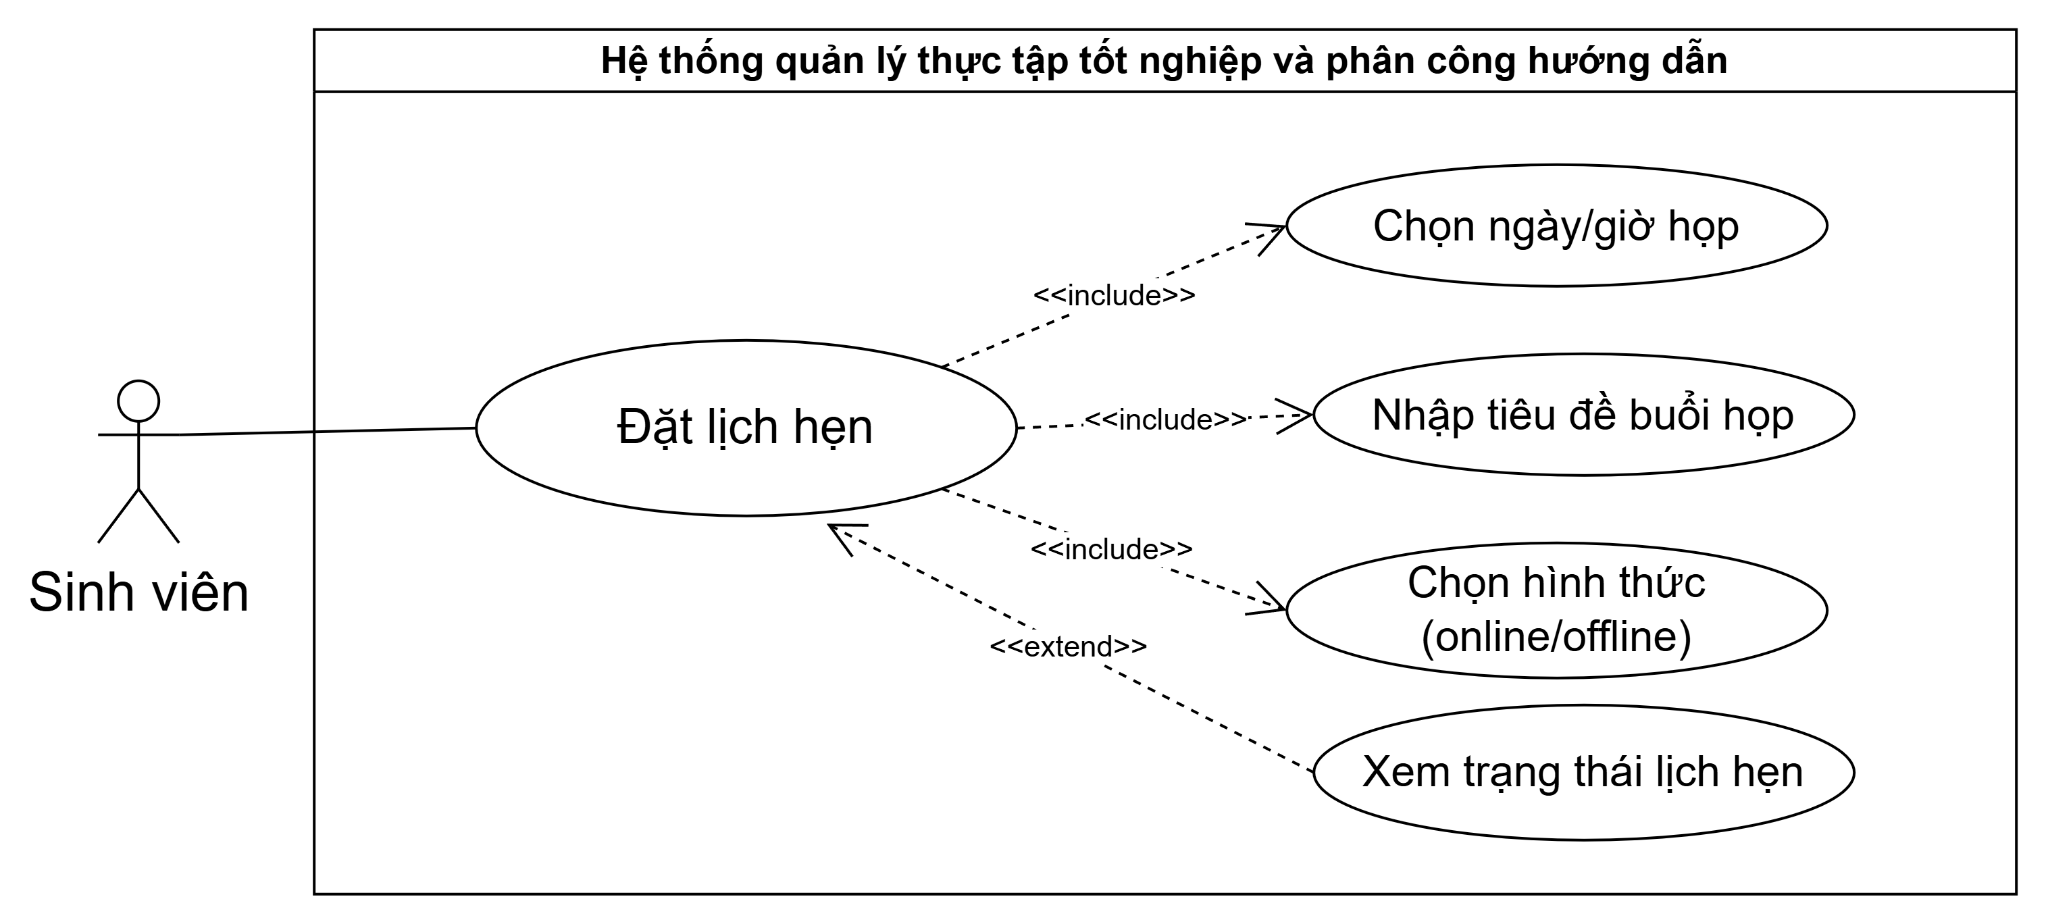 Hệ thống quản lý thực tập tốt nghiệp và phân công hướng dẫn
Chọn ngày/giờ họp
<<include>>
Đặt lịch hẹn
<<include>>
Nhập tiêu đề buổi họp
<<include>>
Chọn hình thức
(online/offline)
Sinh viên
<<extend>>
Xem trạng thái lịch hẹn